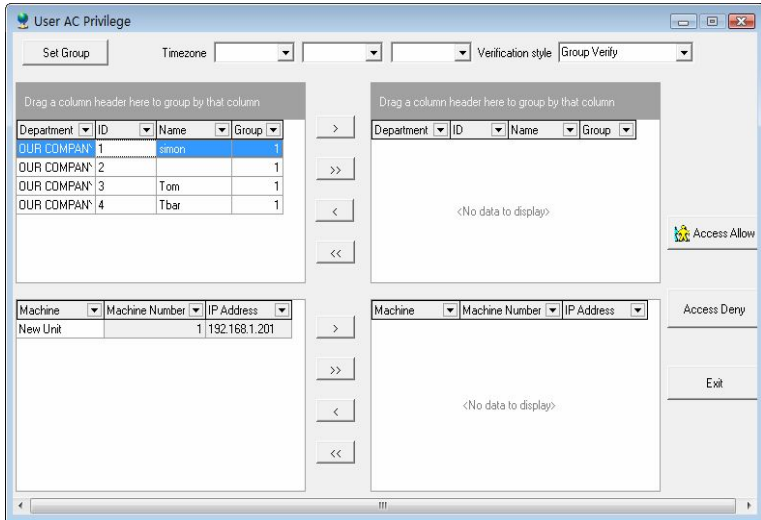 User AC Privilege
Set Group Timezone Verification style Group Verify
Drag a column header here to group by that column
Department ID Name Group
OUR COMPAN 1 simon 1
OUR COMPAN 2 1
OUR COMPAN 3 Tom 1
OUR COMPAN 4 Tbar 1
>
>>
<
<<
Drag a column header here to group by that column
Department ID Name Group
<No data to display>
Machine Machine Number IP Address
New Unit 1 192.168.1.201
>
>>
<
<<
Machine Machine Number IP Address
<No data to display>
Access Allow
Access Deny
Exit